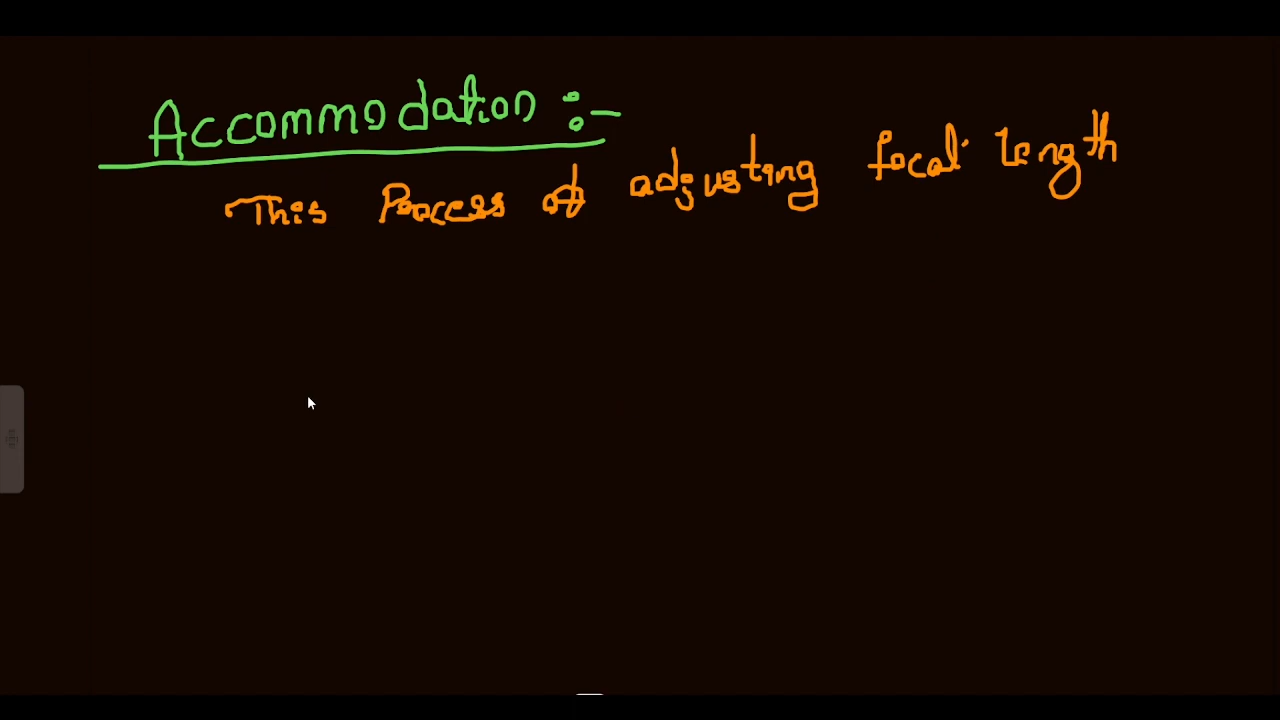 Accommodation :-
This Process of adjusting focal length